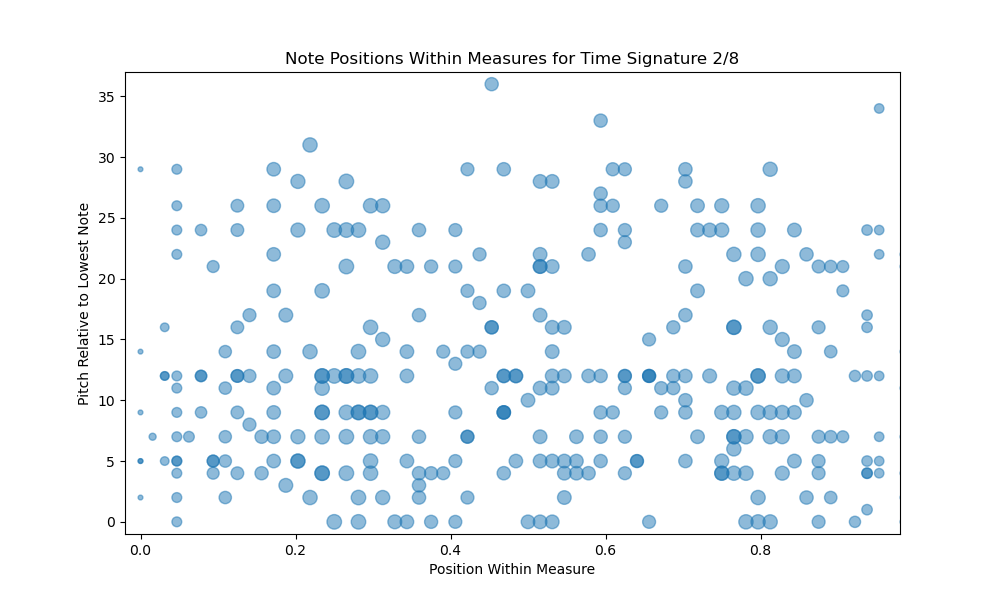 Note Positions Within Measures for Time Signature 2/8
Pitch Relative to Lowest Note
35
30
25
20
15
10
5
0
0.0 0.2 0.4 0.6 0.8
Position Within Measure